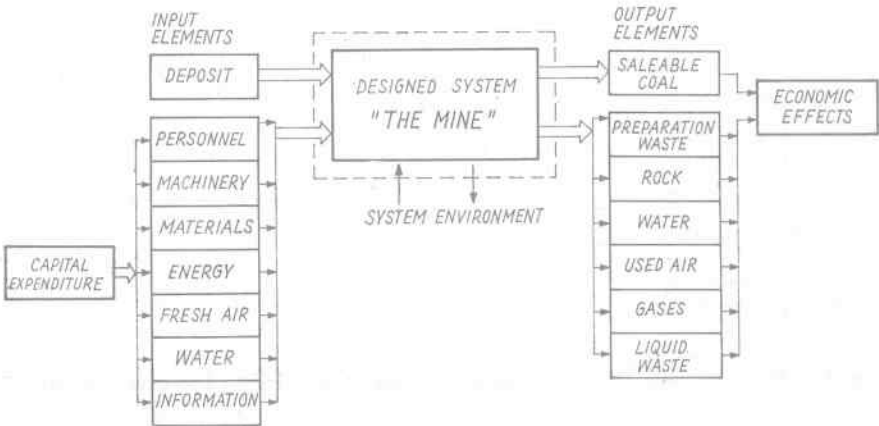 INPUT
ELEMENTS
DEPOSIT
PERSONNEL
MACHINERY
MATERIALS
ENERGY
FRESH AIR
WATER
INFORMATION
CAPITAL
EXPENDITURE
DESIGNED SYSTEM
"THE MINE"
SYSTEM ENVIRONMENT
OUTPUT
ELEMENTS
SALEABLE
COAL
PREPARATION
WASTE
ROCK
WATER
USED AIR
GASES
LIQUID
WASTE
ECONOMIC
EFFECTS